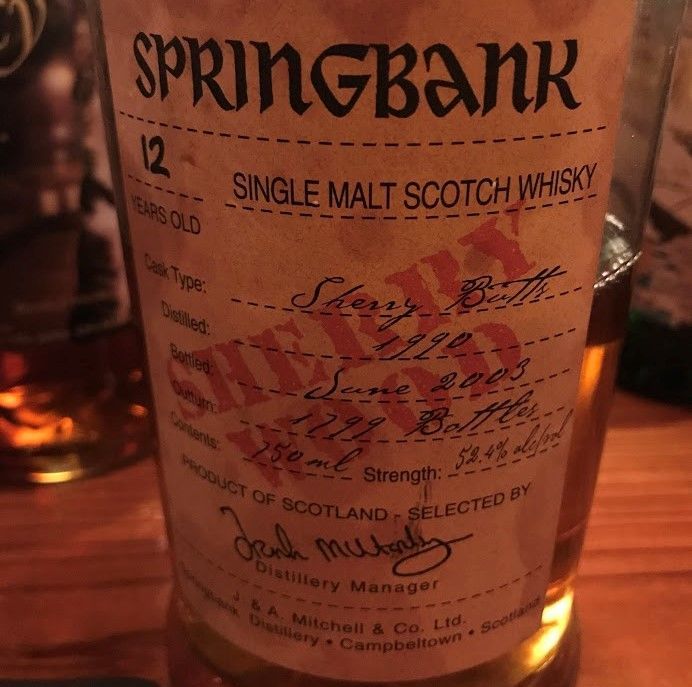 SPRINGBANK
12
YEARS OLD
SINGLE MALT SCOTCH WHISKY
SHERRY
WOOD
Cask Type: Sherry Butts
Distilled: 1990
Bottled: June 2003
Outturn: 1799 Bottles
Contents: 750ml Strength: 52.4% alc/vol
PRODUCT OF SCOTLAND - SELECTED BY
Distillery Manager
J. & A. Mitchell & Co. Ltd.
Springbank Distillery • Campbeltown • Scotland